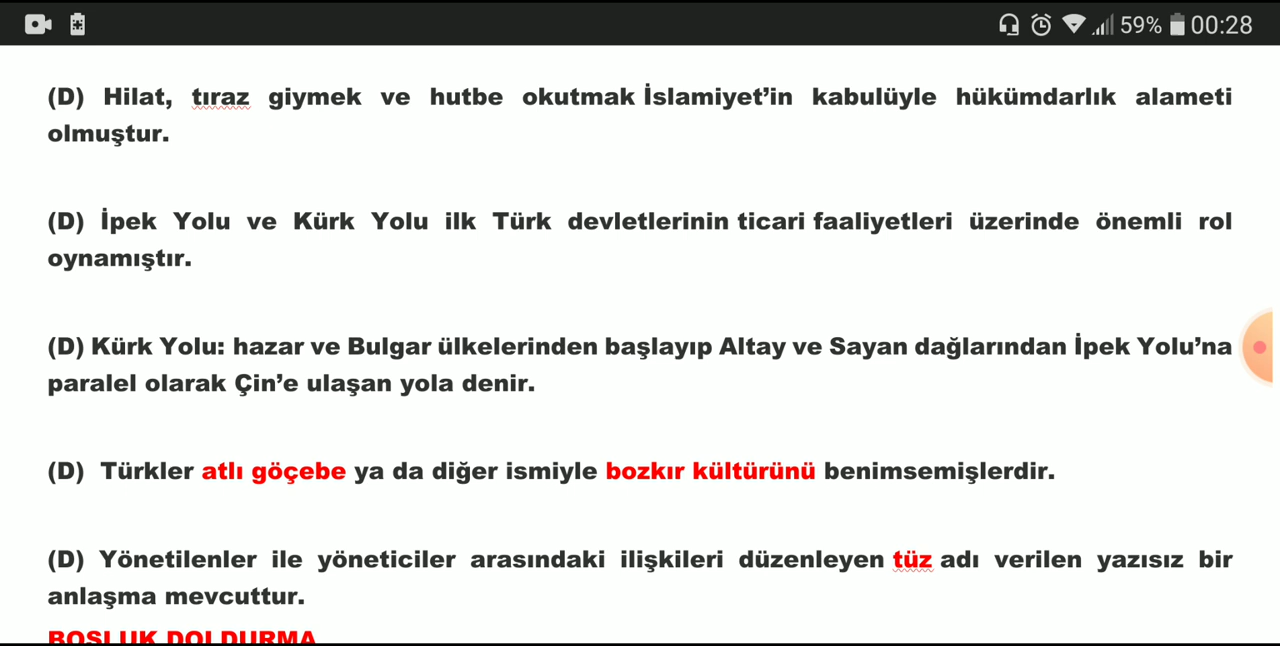 59% 00:28
(D) Hilat, tıraz giymek ve hutbe okutmak İslamiyet’in kabulüyle hükümdarlık alameti
olmuştur.
(D) İpek Yolu ve Kürk Yolu ilk Türk devletlerinin ticari faaliyetleri üzerinde önemli rol
oynamıştır.
(D) Kürk Yolu: hazar ve Bulgar ülkelerinden başlayıp Altay ve Sayan dağlarından İpek Yolu’na
paralel olarak Çin’e ulaşan yola denir.
(D) Türkler atlı göçebe ya da diğer ismiyle bozkır kültürünü benimsemişlerdir.
(D) Yönetilenler ile yöneticiler arasındaki ilişkileri düzenleyen tüz adı verilen yazısız bir
anlaşma mevcuttur.
BOŞLUK DOLDURMA